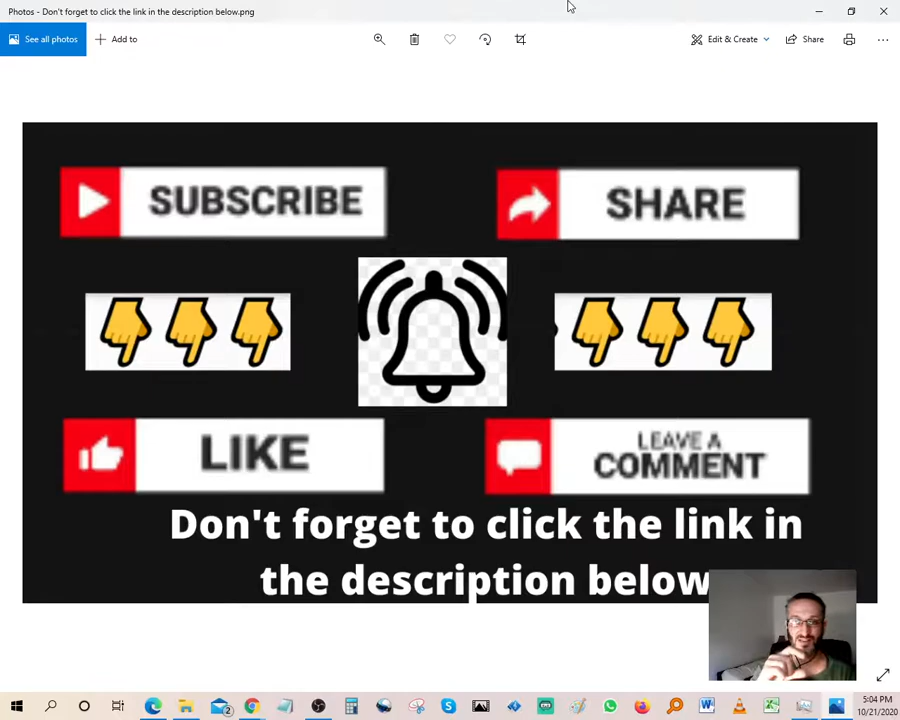 Photos - Don't forget to click the link in the description below.png
See all photos
Add to
Edit & Create
Share
SUBSCRIBE
SHARE
LIKE
LEAVE A
COMMENT
Don't forget to click the link in
the description below
2
5:04 PM
10/21/2020